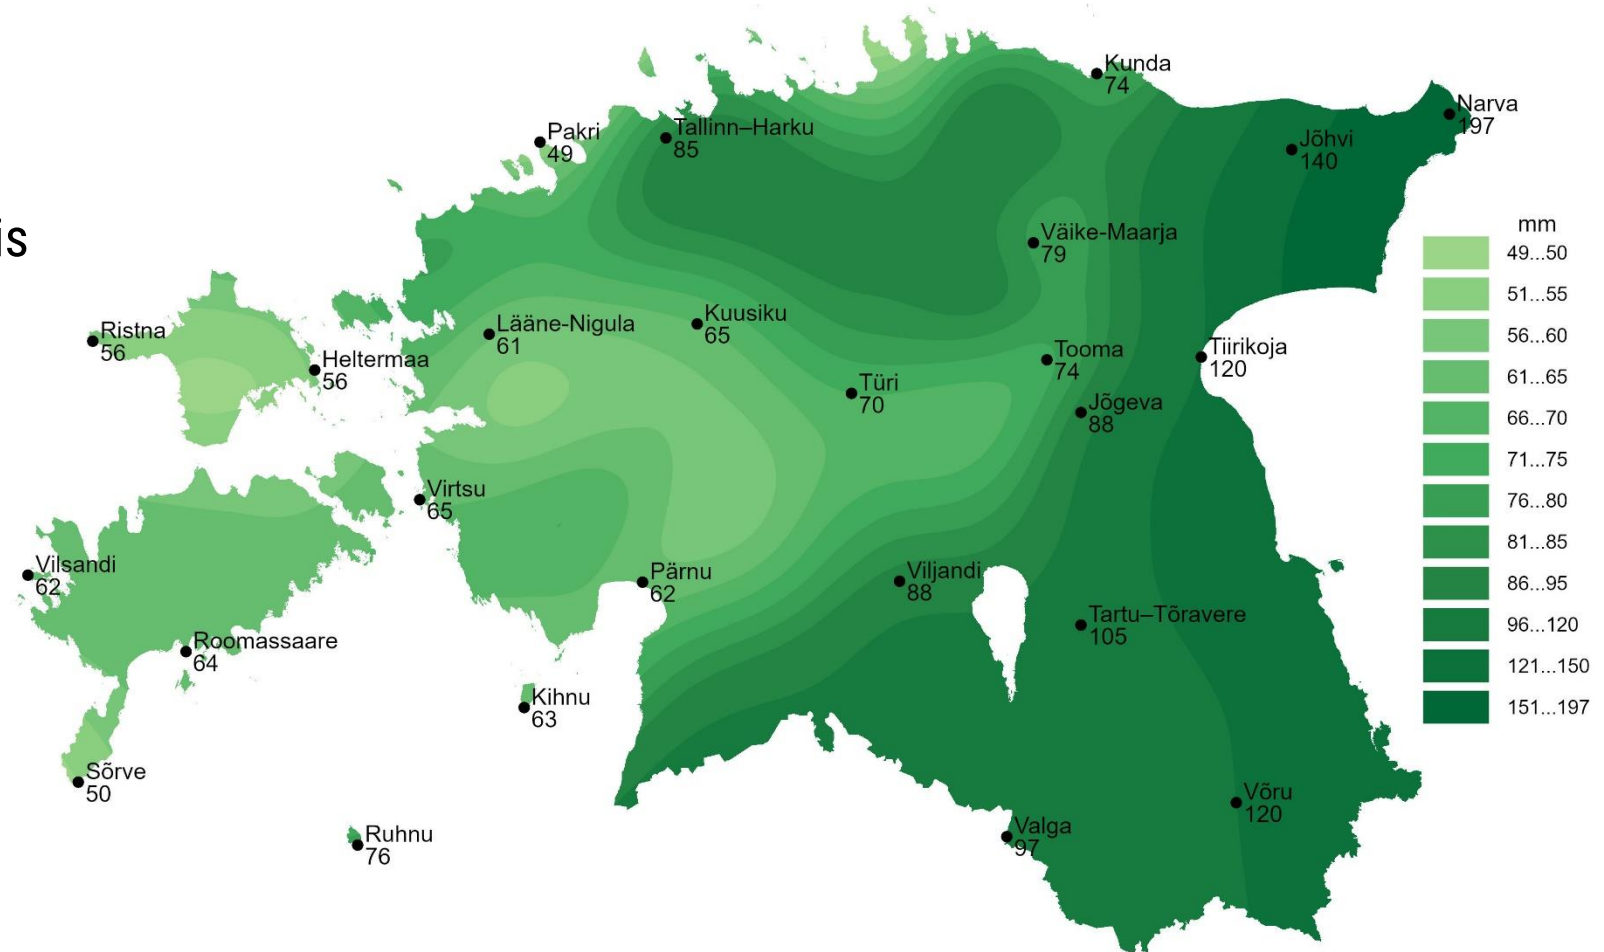 is
Kunda
74
Narva
197
Pakri
49
Tallinn–Harku
85
Jõhvi
140
Väike-Maarja
79
Ristna
56
Heltermaa
56
Lääne-Nigula
61
Kuusiku
65
Türi
70
Tooma
74
Tiirikoja
120
Jõgeva
88
Virtsu
65
Vilsandi
62
Pärnu
62
Viljandi
88
Tartu–Tõravere
105
Roomassaare
64
Kihnu
63
Sõrve
50
Ruhnu
76
Valga
97
Võru
120
mm
49...50
51...55
56...60
61...65
66...70
71...75
76...80
81...85
86...95
96...120
121...150
151...197